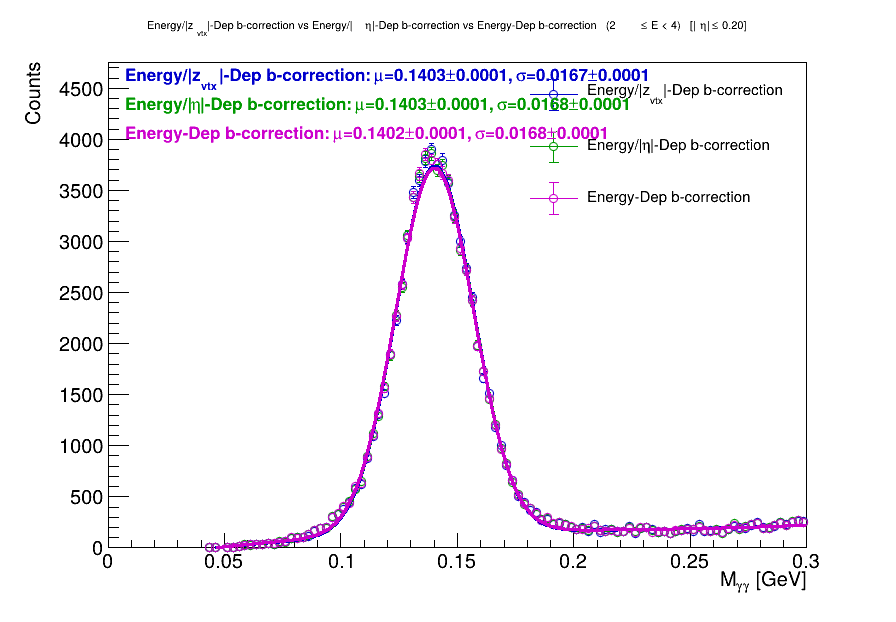 Energy/|z_vtx|-Dep b-correction vs Energy/|η|-Dep b-correction vs Energy-Dep b-correction (2 ≤ E < 4) [|η|≤ 0.20]
Counts
Energy/|z_vtx|-Dep b-correction: μ=0.1403±0.0001, σ=0.0167±0.0001
Energy/|η|-Dep b-correction: μ=0.1403±0.0001, σ=0.0168±0.0001
Energy-Dep b-correction: μ=0.1402±0.0001, σ=0.0168±0.0001
Energy/|z_vtx|-Dep b-correction
Energy/|η|-Dep b-correction
Energy-Dep b-correction
4500
4000
3500
3000
2500
2000
1500
1000
500
0
0 0.05 0.1 0.15 0.2 0.25 0.3
M_γγ [GeV]